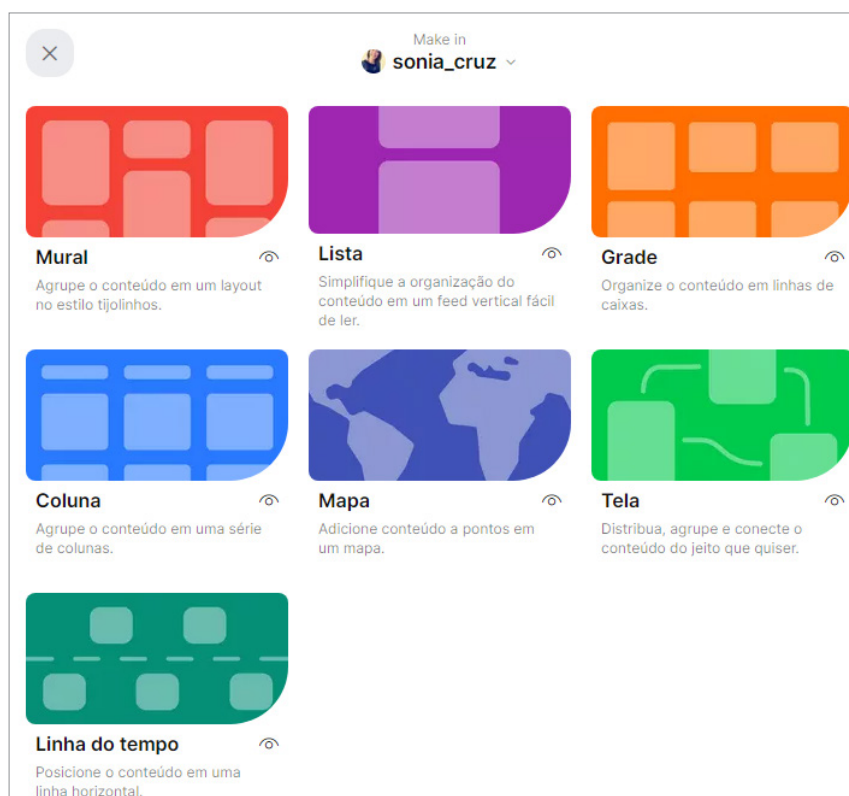 Make in
sonia_cruz
Mural
Agrupe o conteúdo em um layout
no estilo tijolinhos.
Lista
Simplifique a organização do
conteúdo em um feed vertical fácil
de ler.
Grade
Organize o conteúdo em linhas de
caixas.
Coluna
Agrupe o conteúdo em uma série
de colunas.
Mapa
Adicione conteúdo a pontos em
um mapa.
Tela
Distribua, agrupe e conecte o
conteúdo do jeito que quiser.
Linha do tempo
Posicione o conteúdo em uma
linha horizontal.